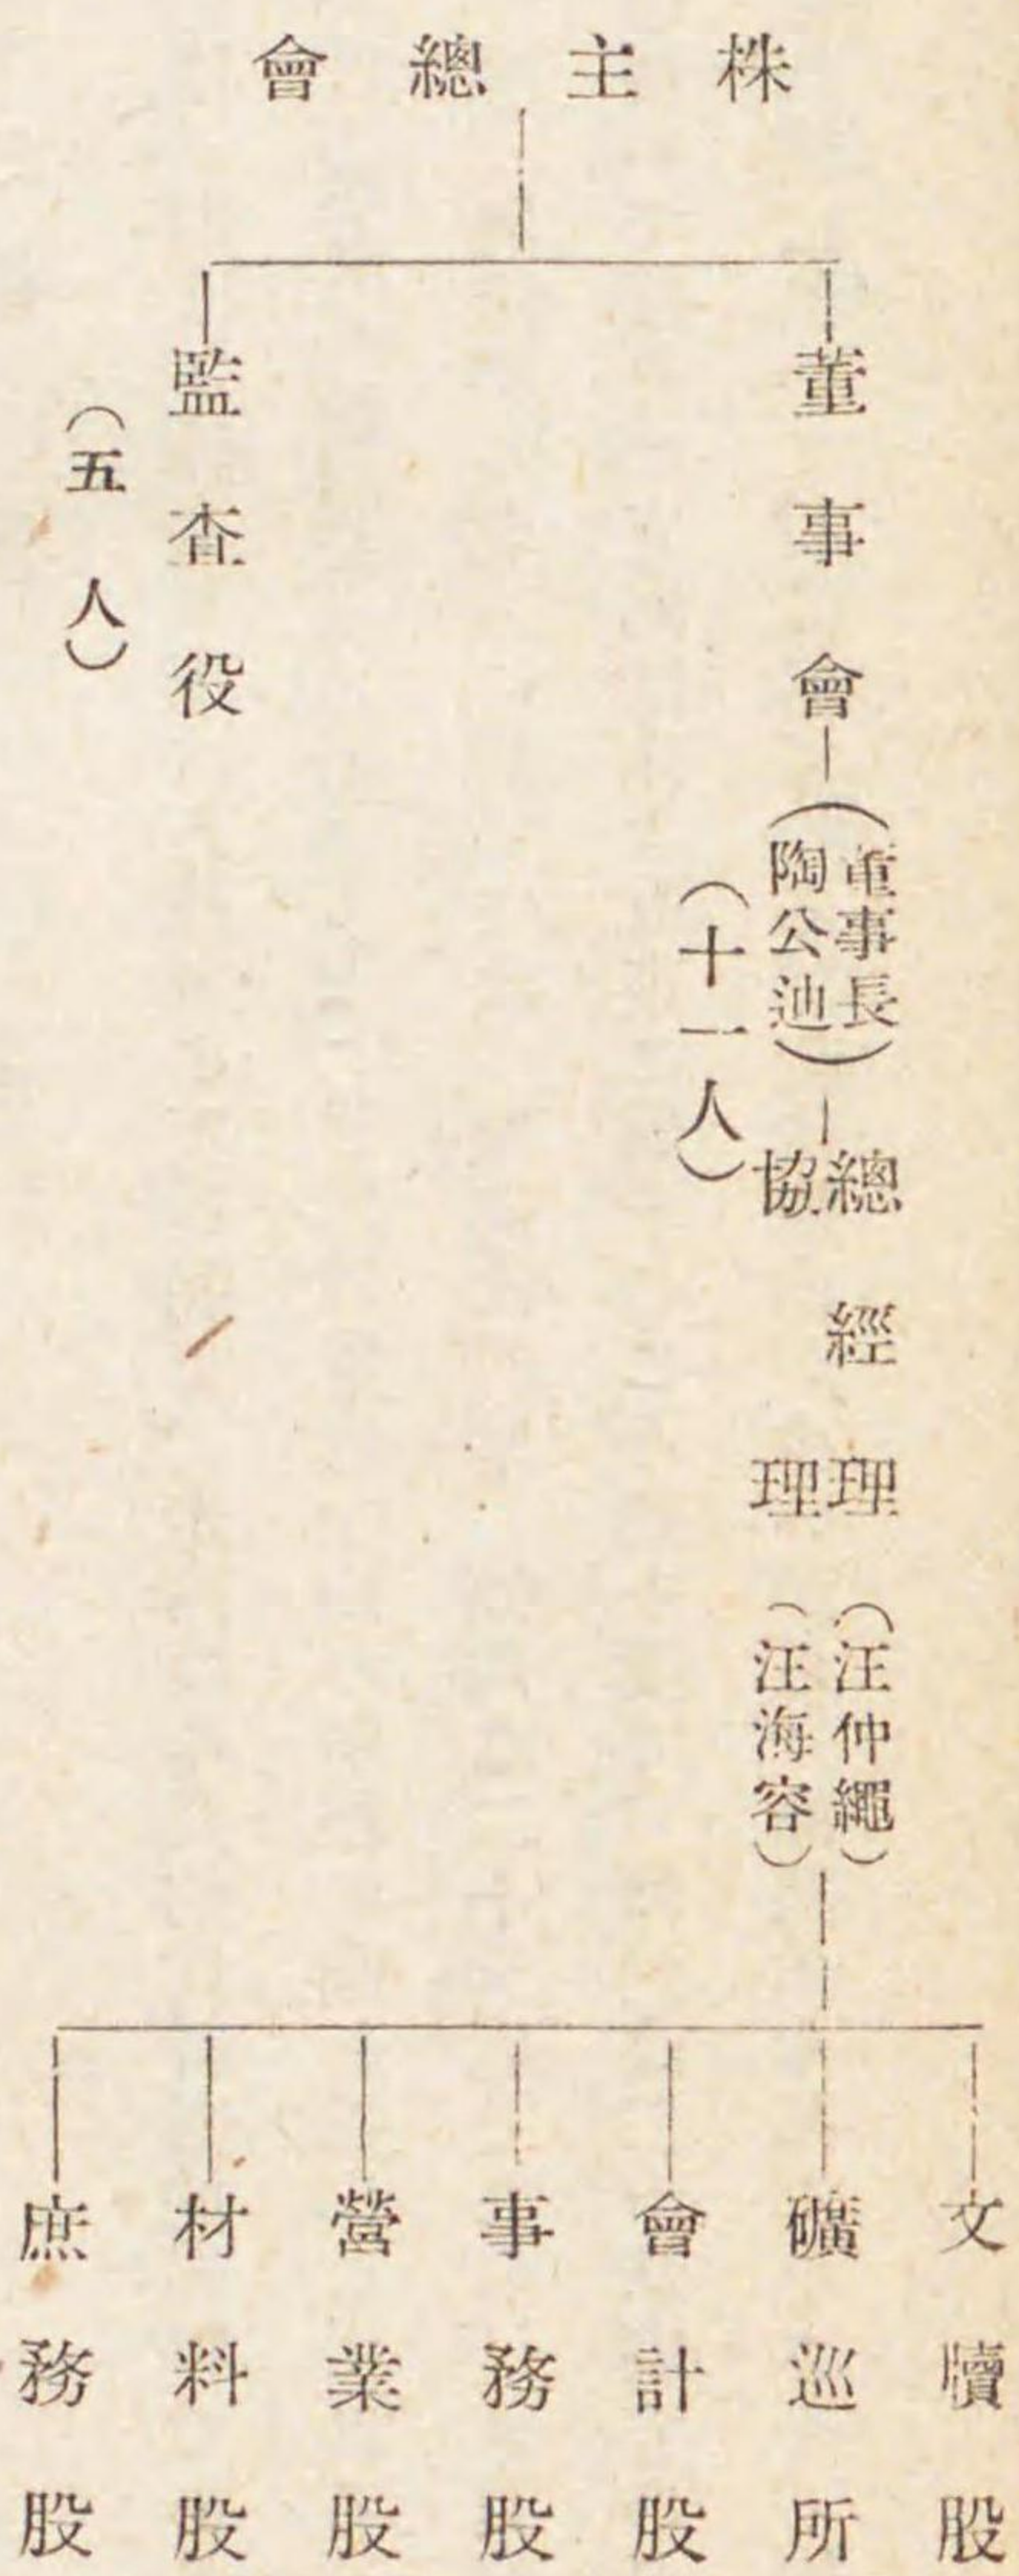 株主總會
董事會
(董事長
陶公迪)
(十一人)
總經理(汪仲繩)
協理(汪海容)
監査役
(五人)
文牘股
礦巡所
會計股
事務股
營業股
材料股
庶務股